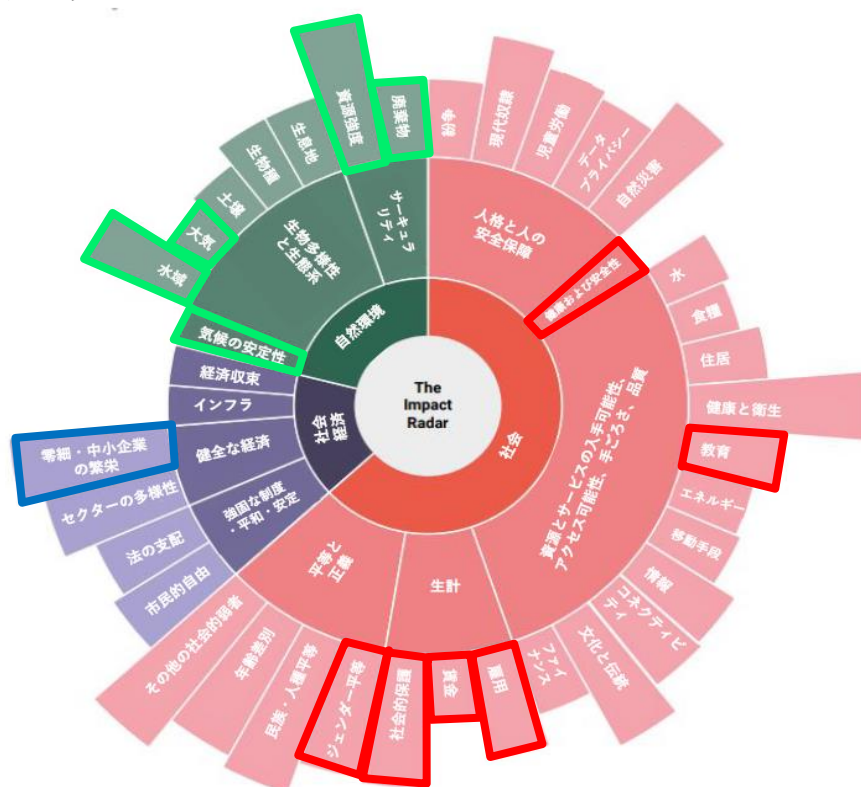 The
Impact
Radar
社会
自然環境
社会
経済
人格と人の
安全保障
健康および安全性
資源とサービスの入手可能性、
アクセス可能性、手ごろさ、品質
生計
平等と
正義
強固な制度
・平和・安定
健全な経済
インフラ
経済収束
気候の安定性
生物多様性
と生態系
サーキュラ
リティ
紛争
現代奴隷
児童労働
データ
プライバシー
自然災害
水
食糧
住居
健康と衛生
教育
エネルギー
移動手段
情報
コネクティビ
ティ
文化と伝統
ファイ
ナンス
雇用
賃金
社会的保護
ジェンダー平等
民族・人種平等
年齢差別
その他の社会的弱者
市民的自由
法の支配
セクターの多様性
零細・中小企業
の繁栄
水域
大気
土壌
生物種
生息地
資源強度
廃棄物